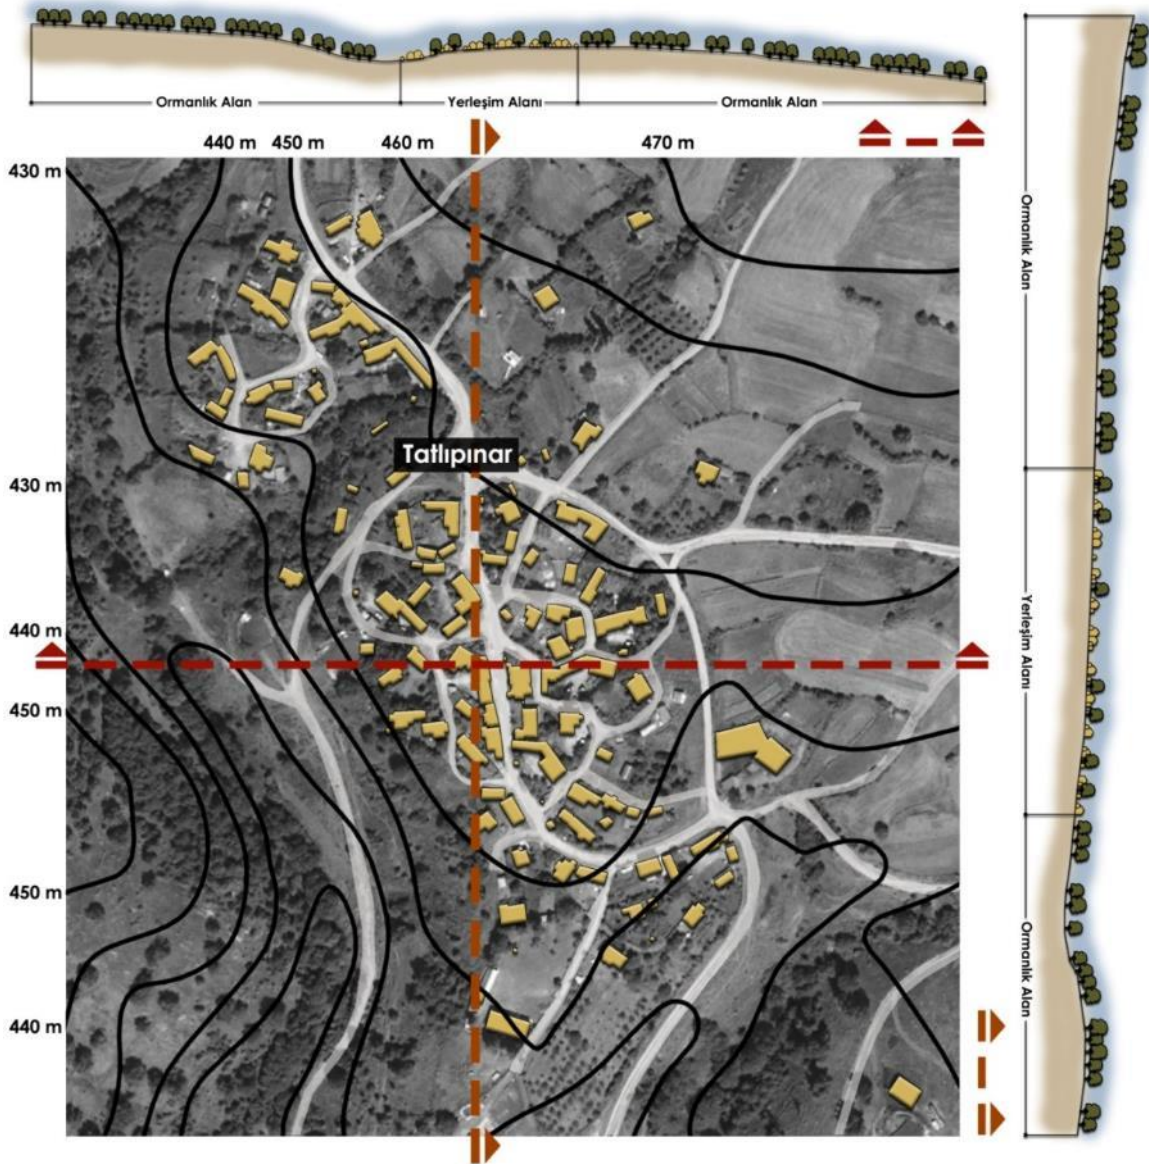 Ormanlık Alan
Yerleşim Alanı
Ormanlık Alan
440 m
450 m
460 m
470 m
430 m
Ormanlık Alan
Tatlıpınar
430 m
440 m
Yerleşim Alanı
450 m
450 m
Ormanlık Alan
440 m